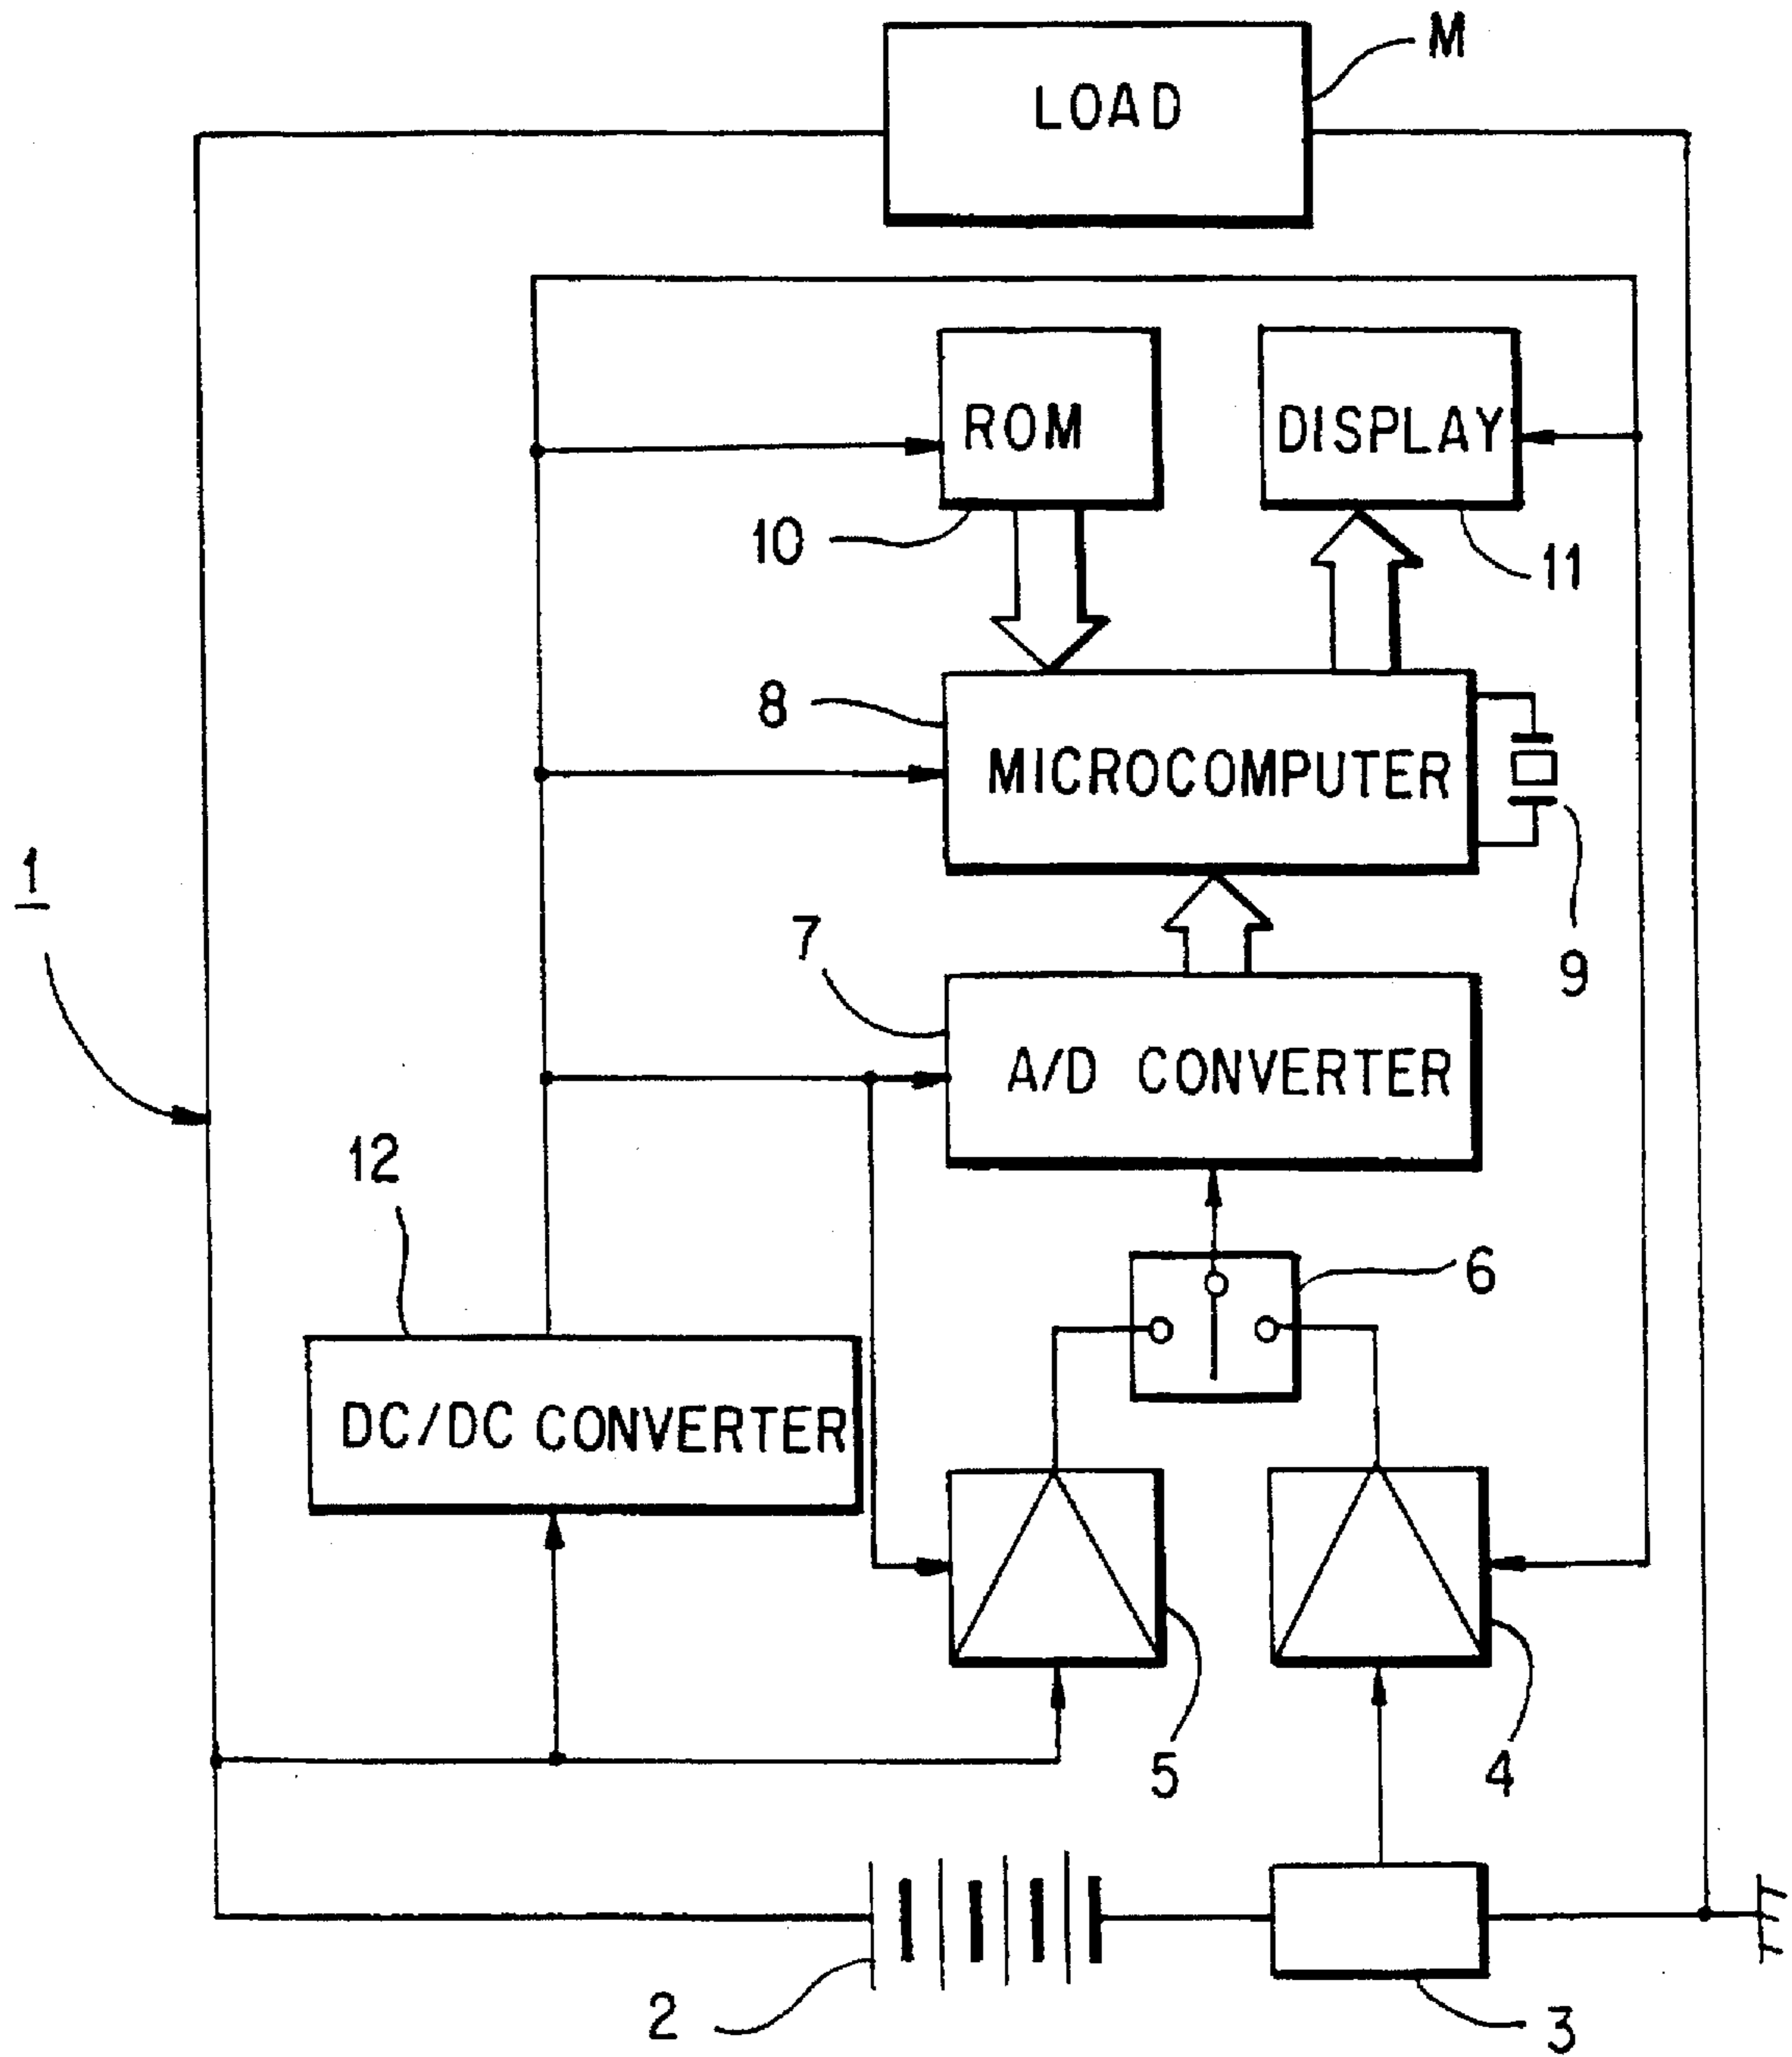 M
LOAD
ROM
DISPLAY
10
11
8
MICROCOMPUTER
1
7
9
A/D CONVERTER
12
6
DC/DC CONVERTER
5
4
2
3